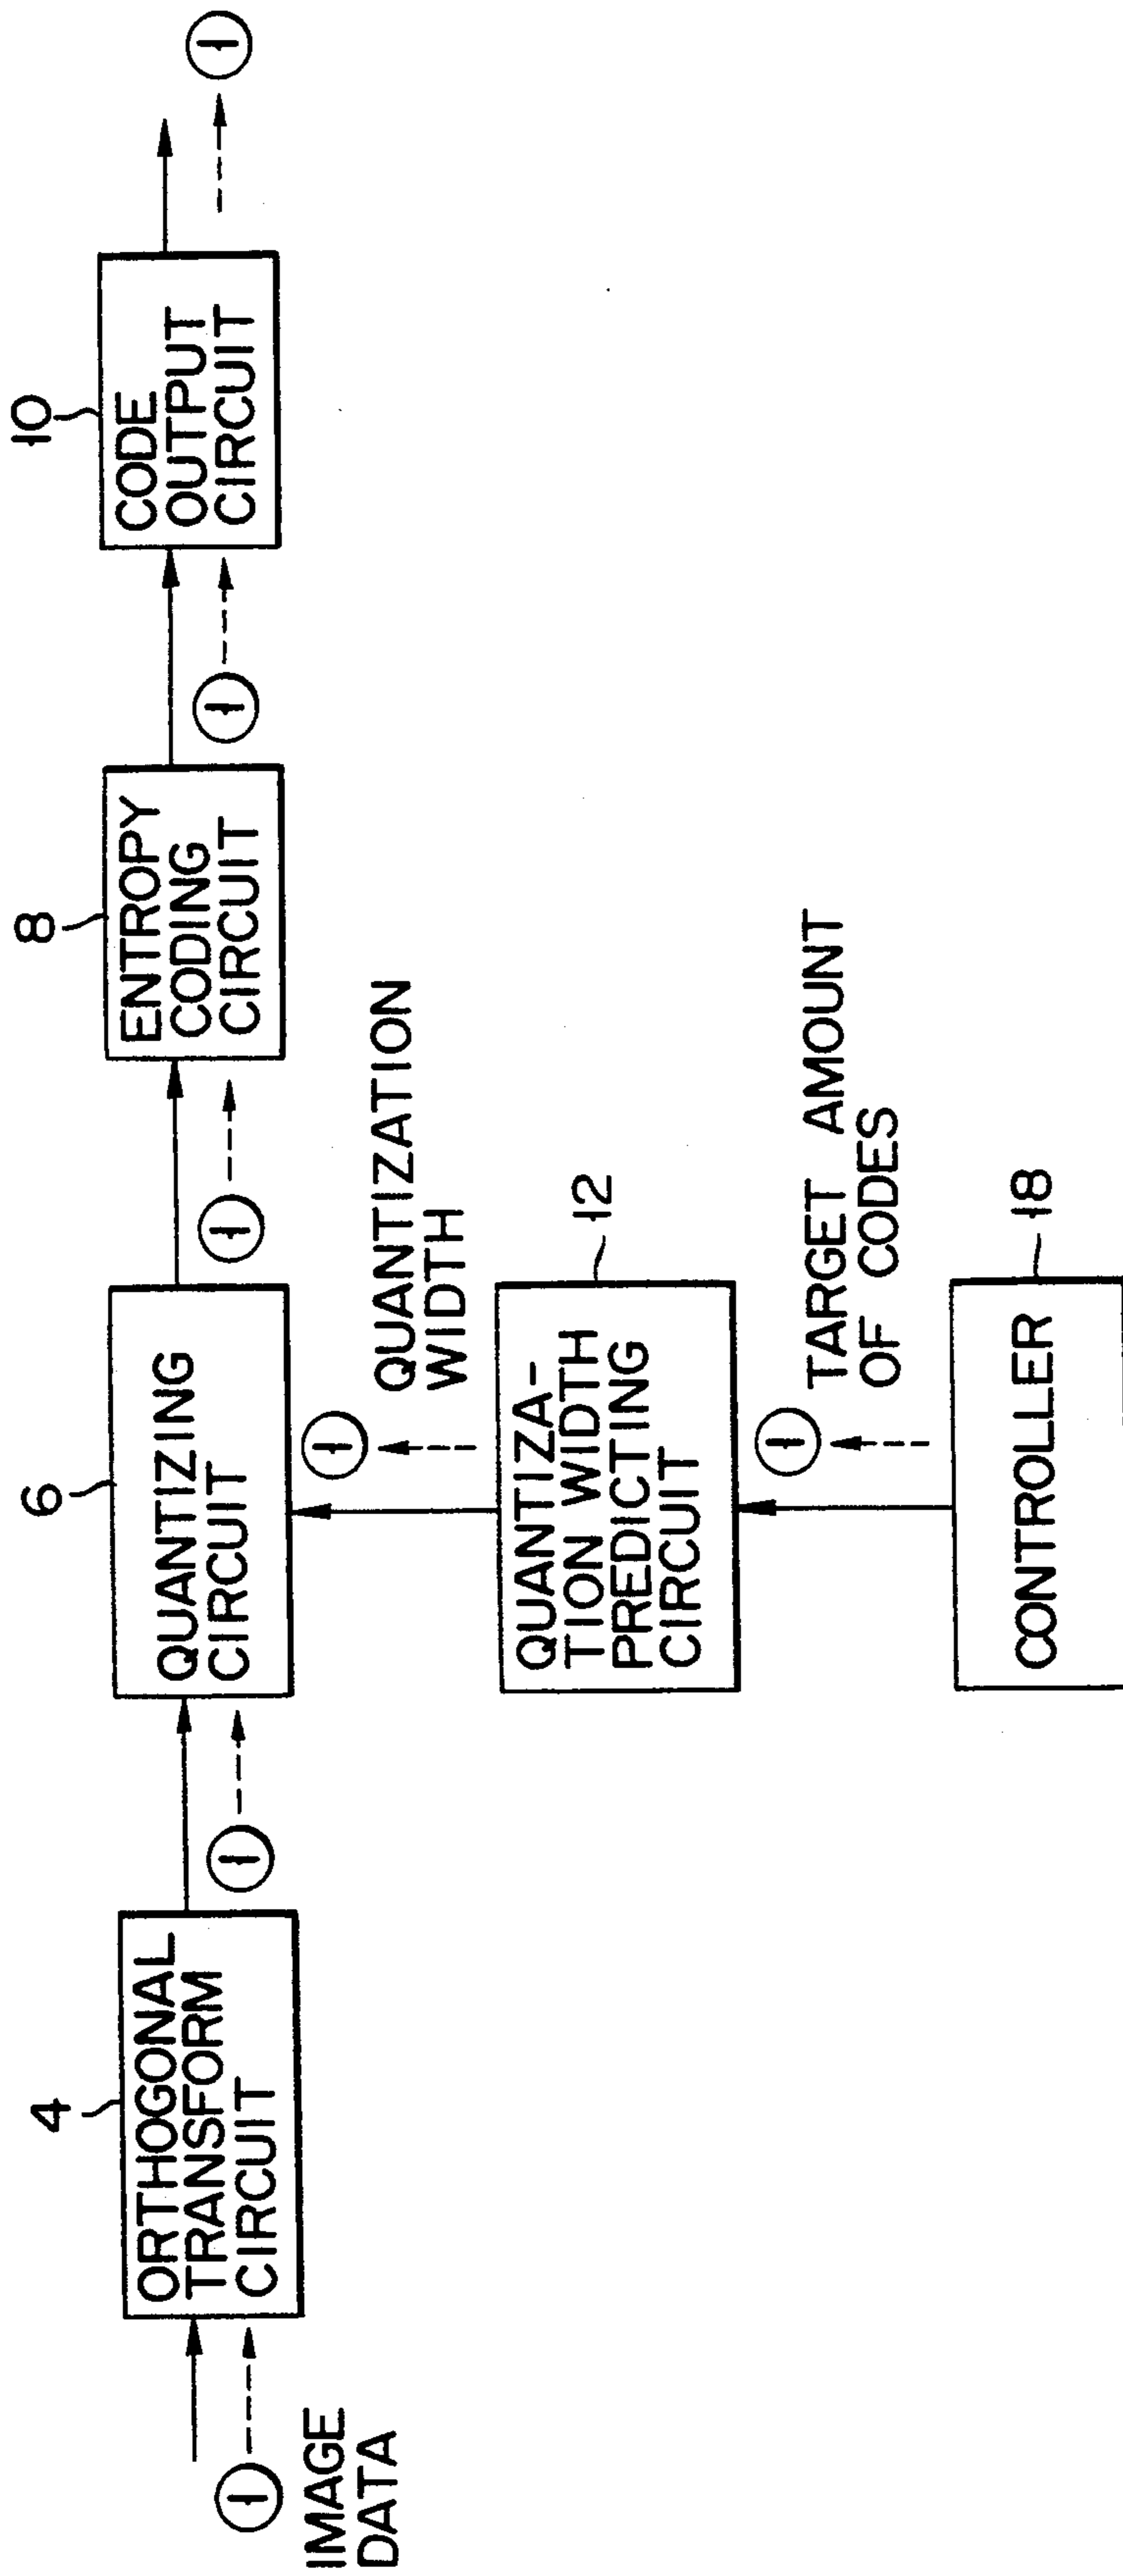 4
ORTHOGONAL
TRANSFORM
CIRCUIT
6
QUANTIZING
CIRCUIT
8
ENTROPY
CODING
CIRCUIT
10
CODE
OUTPUT
CIRCUIT
1
IMAGE
DATA
1
1
1
1
1
QUANTIZATION
WIDTH
12
QUANTIZA-
TION WIDTH
PREDICTING
CIRCUIT
1
TARGET AMOUNT
OF CODES
18
CONTROLLER